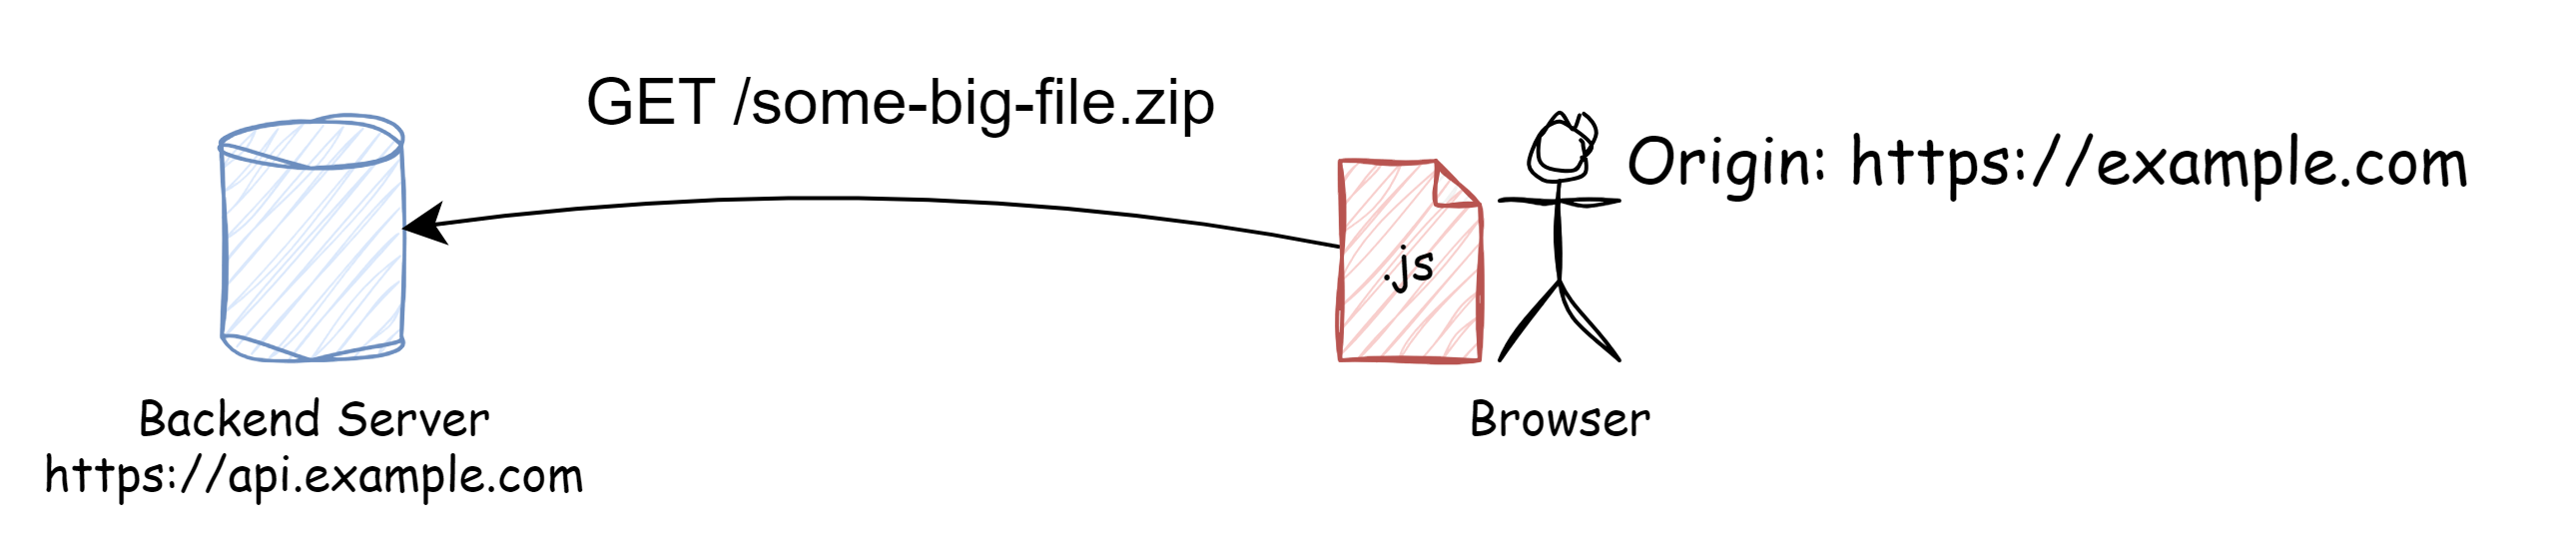 GET /some-big-file.zip
Origin: https://example.com
.js
Backend Server
https://api.example.com
Browser